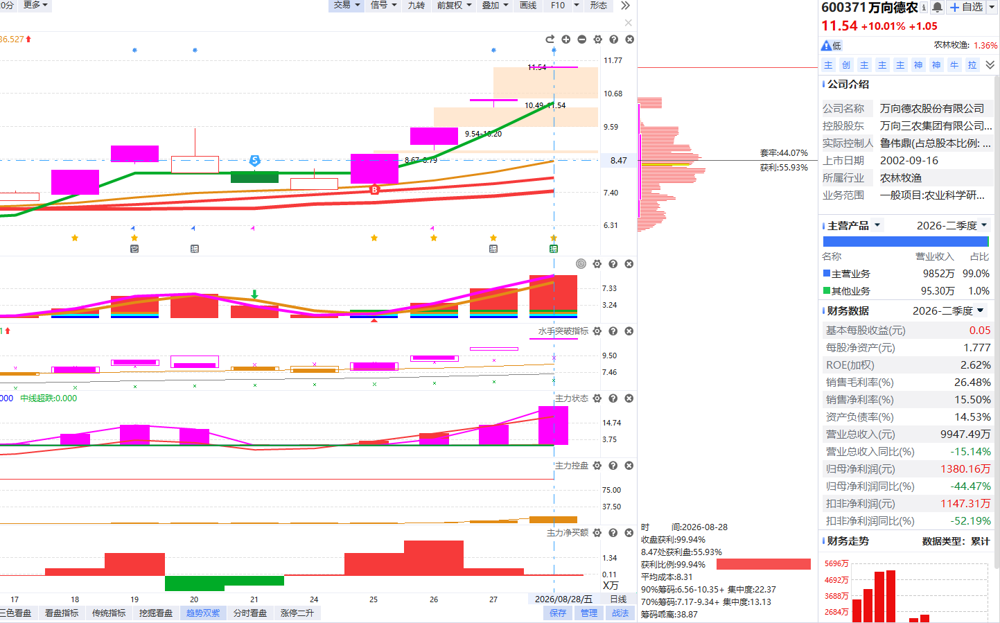 0分 更多
交易 信号 九转 前复权 叠加 画线 F10 形态
36.527
11.77
10.68
9.59
8.47
7.40
6.31
11.54
10.49-11.54
9.54-10.20
8.67-8.79
S
B
7.33
3.24
1
水手突破指标
9.50
7.46
000 中线超跌:0.000
主力状态
14.74
3.75
主力控盘
75.00
37.50
主力净买额
1.34
0.11
X万
17 18 19 20 21 24 25 26 27 2026/08/28/五 日线
三色看盘 看盘指标 传统指标 挖掘看盘 趋势双紫 分时看盘 涨停二升 保存 管理 战法
套牢:44.07%
获利:55.93%
时 间:2026-08-28
收盘获利:99.94%
8.47处获利盘:55.93%
获利比例:99.94%
平均成本:8.31
90%筹码:6.56-10.35+ 集中度:22.37
70%筹码:7.17-9.34+ 集中度:13.13
筹码乖离:38.87
600371万向德农 自选
11.54 +10.01% +1.05
低 农林牧渔: 1.36%
主 创 主 主 主 神 神 牛 拉
公司介绍
公司名称 万向德农股份有限公司
控股股东 万向三农集团有限公司...
实际控制人 鲁伟鼎(占总股本比例: ...
上市日期 2002-09-16
所属行业 农林牧渔
业务范围 一般项目:农业科学研...
主营产品 2026-二季度
名称 营业收入 占比
主营业务 9852万 99.0%
其他业务 95.30万 1.0%
财务数据 2026-二季度
基本每股收益(元) 0.05
每股净资产(元) 1.777
ROE(加权) 2.62%
销售毛利率(%) 26.48%
销售净利率(%) 15.50%
资产负债率(%) 14.53%
营业总收入(元) 9947.49万
营业总收入同比(%) -15.14%
归母净利润(元) 1380.16万
归母净利润同比(%) -44.47%
扣非净利润(元) 1147.31万
扣非净利润同比(%) -52.19%
财务走势 数据类型: 累计
5696万
4692万
3688万
2684万